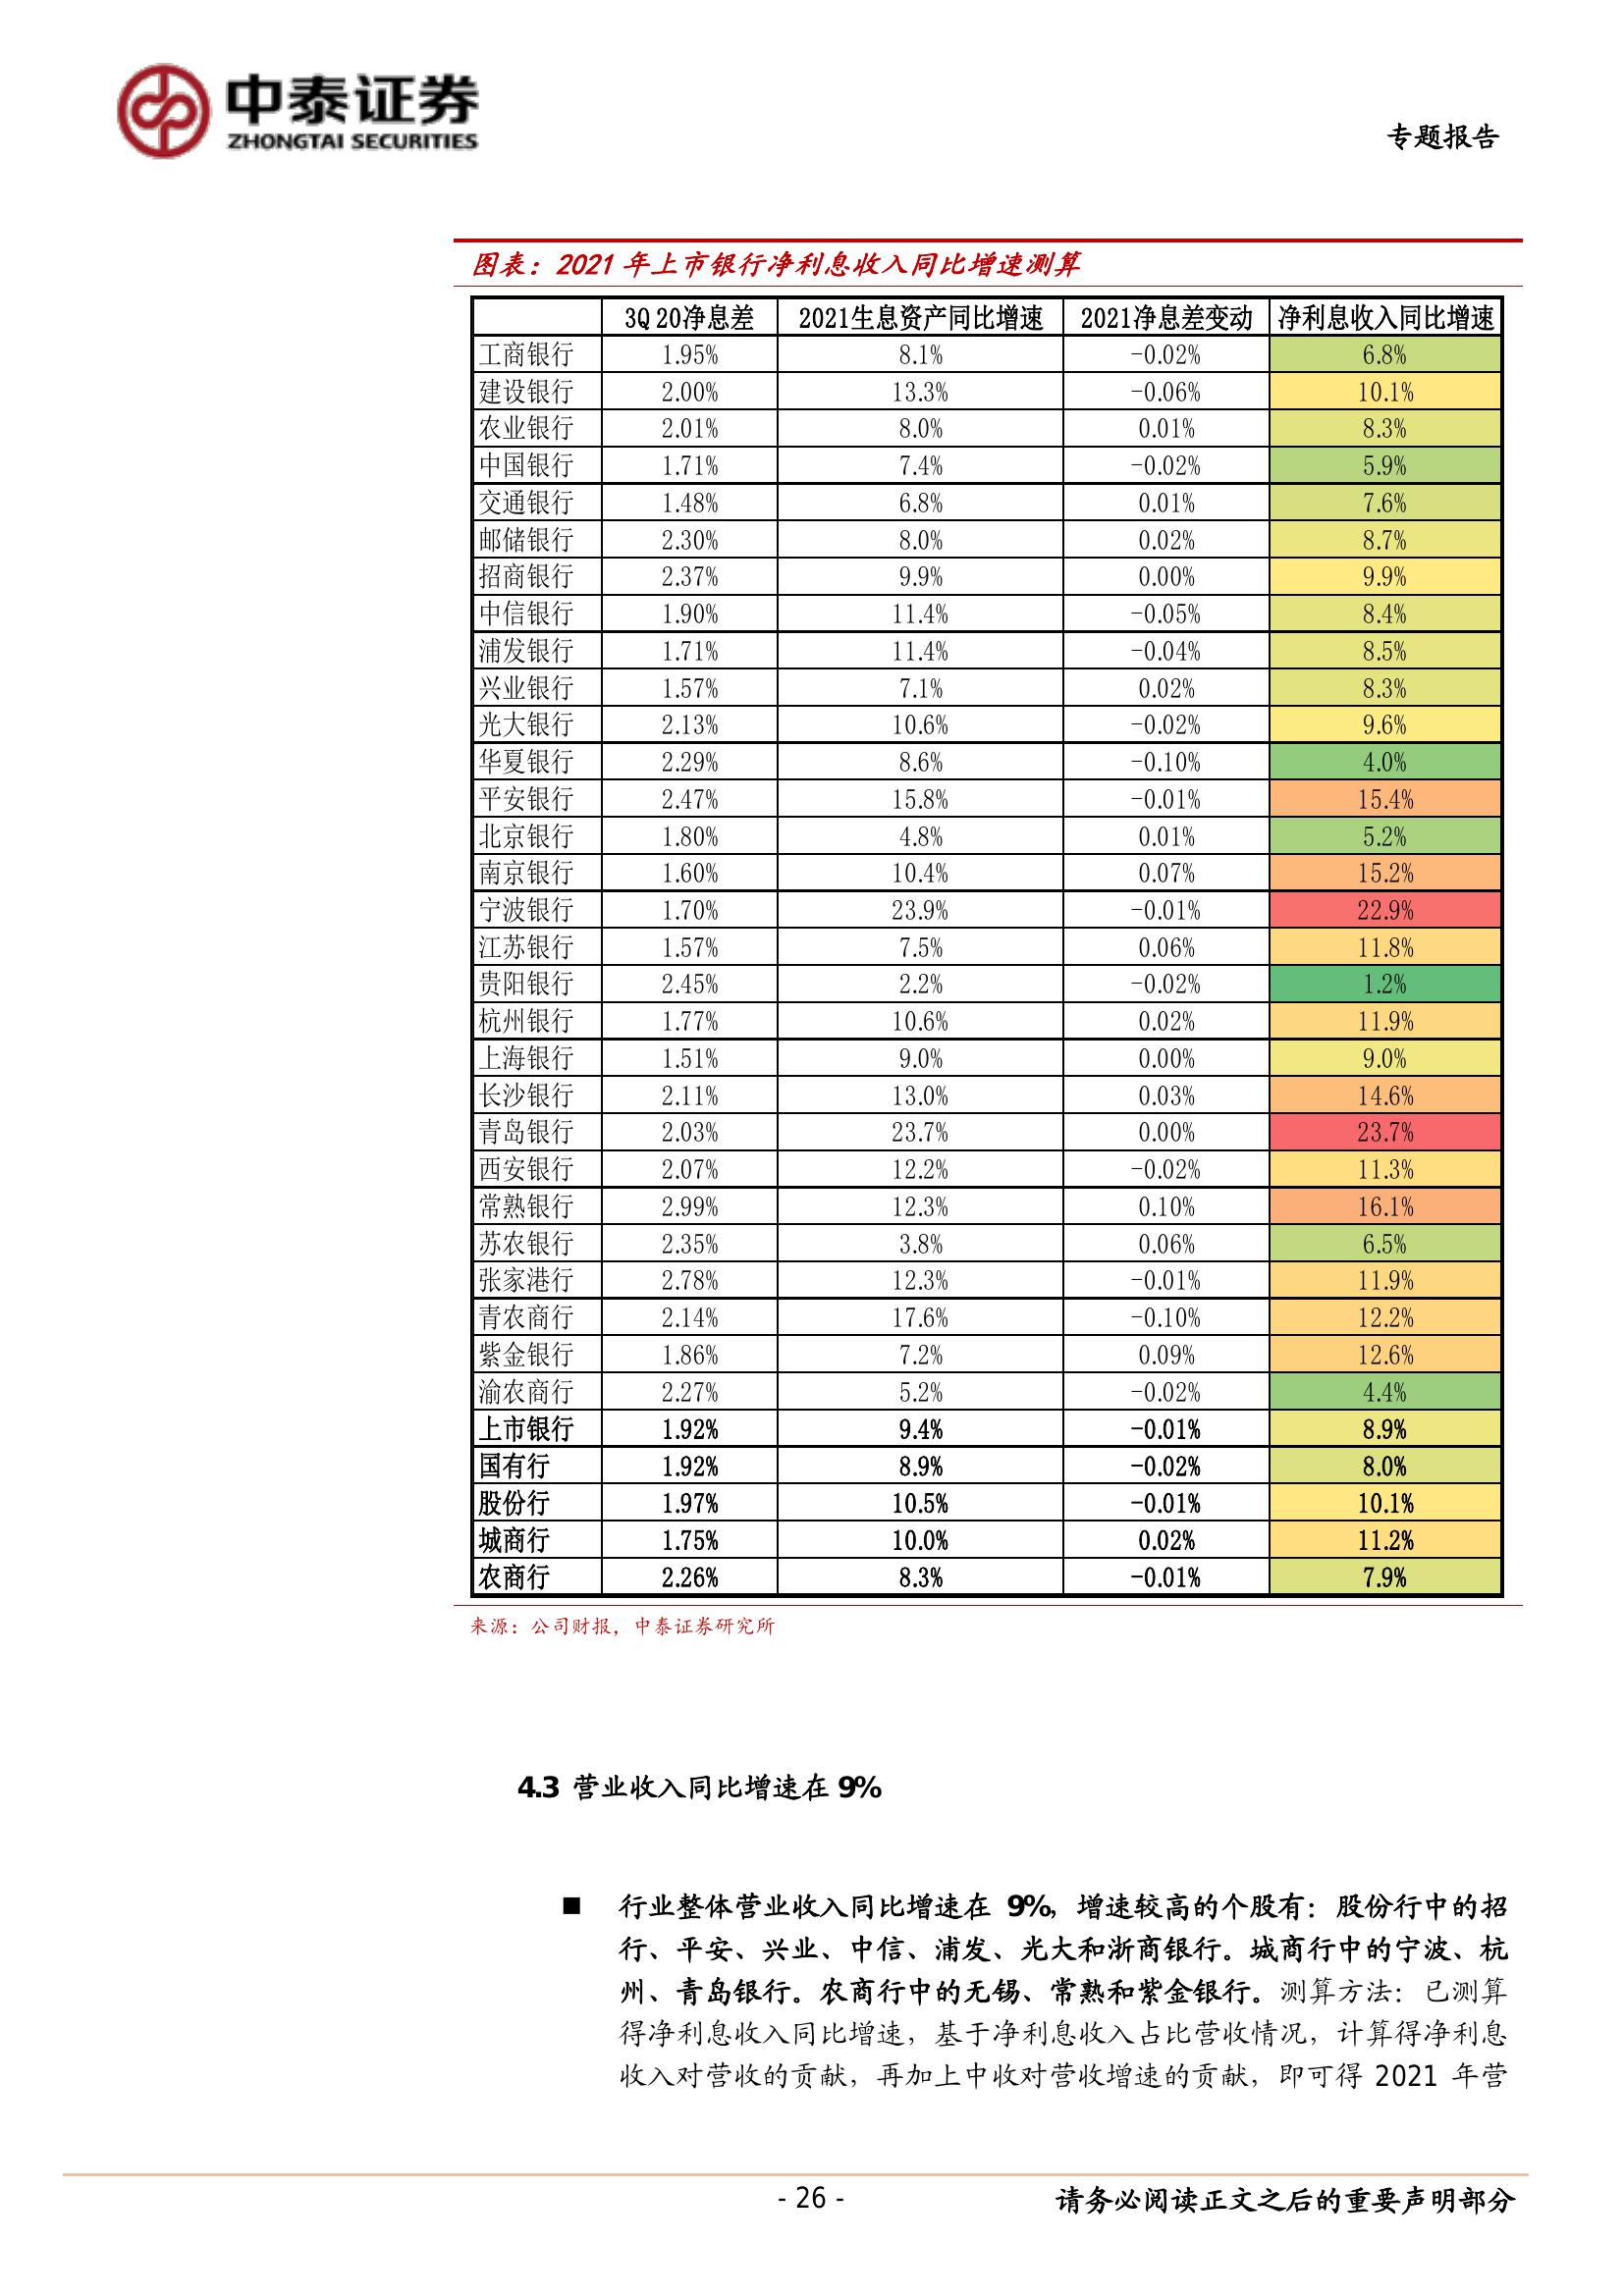 中泰证券
ZHONGTAI SECURITIES
专题报告
图表：2021 年上市银行净利息收入同比增速测算
3Q20净息差 2021生息资产同比增速 2021净息差变动 净利息收入同比增速
工商银行 1.95% 8.1% -0.02% 6.8%
建设银行 2.00% 13.3% -0.06% 10.1%
农业银行 2.01% 8.0% 0.01% 8.3%
中国银行 1.71% 7.4% -0.02% 5.9%
交通银行 1.48% 6.8% 0.01% 7.6%
邮储银行 2.30% 8.0% 0.02% 8.7%
招商银行 2.37% 9.9% 0.00% 9.9%
中信银行 1.90% 11.4% -0.05% 8.4%
浦发银行 1.71% 11.4% -0.04% 8.5%
兴业银行 1.57% 7.1% 0.02% 8.3%
光大银行 2.13% 10.6% -0.02% 9.6%
华夏银行 2.29% 8.6% -0.10% 4.0%
平安银行 2.47% 15.8% -0.01% 15.4%
北京银行 1.80% 4.8% 0.01% 5.2%
南京银行 1.60% 10.4% 0.07% 15.2%
宁波银行 1.70% 23.9% -0.01% 22.9%
江苏银行 1.57% 7.5% 0.06% 11.8%
贵阳银行 2.45% 2.2% -0.02% 1.2%
杭州银行 1.77% 10.6% 0.02% 11.9%
上海银行 1.51% 9.0% 0.00% 9.0%
长沙银行 2.11% 13.0% 0.03% 14.6%
青岛银行 2.03% 23.7% 0.00% 23.7%
西安银行 2.07% 12.2% -0.02% 11.3%
常熟银行 2.99% 12.3% 0.10% 16.1%
苏农银行 2.35% 3.8% 0.06% 6.5%
张家港行 2.78% 12.3% -0.01% 11.9%
青农商行 2.14% 17.6% -0.10% 12.2%
紫金银行 1.86% 7.2% 0.09% 12.6%
渝农商行 2.27% 5.2% -0.02% 4.4%
上市银行 1.92% 9.4% -0.01% 8.9%
国有行 1.92% 8.9% -0.02% 8.0%
股份行 1.97% 10.5% -0.01% 10.1%
城商行 1.75% 10.0% 0.02% 11.2%
农商行 2.26% 8.3% -0.01% 7.9%
来源：公司财报，中泰证券研究所
4.3 营业收入同比增速在 9%
■ 行业整体营业收入同比增速在 9%，增速较高的个股有：股份行中的招
行、平安、兴业、中信、浦发、光大和浙商银行。城商行中的宁波、杭
州、青岛银行。农商行中的无锡、常熟和紫金银行。测算方法：已测算
得净利息收入同比增速，基于净利息收入占比营收情况，计算得净利息
收入对营收的贡献，再加上中收对营收增速的贡献，即可得 2021 年营
- 26 -
请务必阅读正文之后的重要声明部分